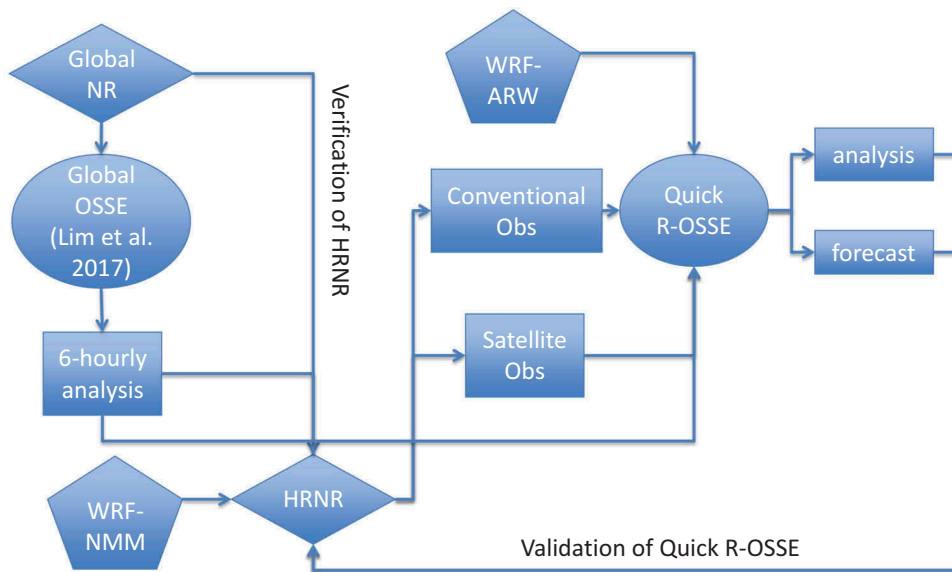 Global
NR
Global
OSSE
(Lim et al.
2017)
6-hourly
analysis
WRF-
NMM
Verification of HRNR
HRNR
WRF-
ARW
Conventional
Obs
Satellite
Obs
Quick
R-OSSE
analysis
forecast
Validation of Quick R-OSSE